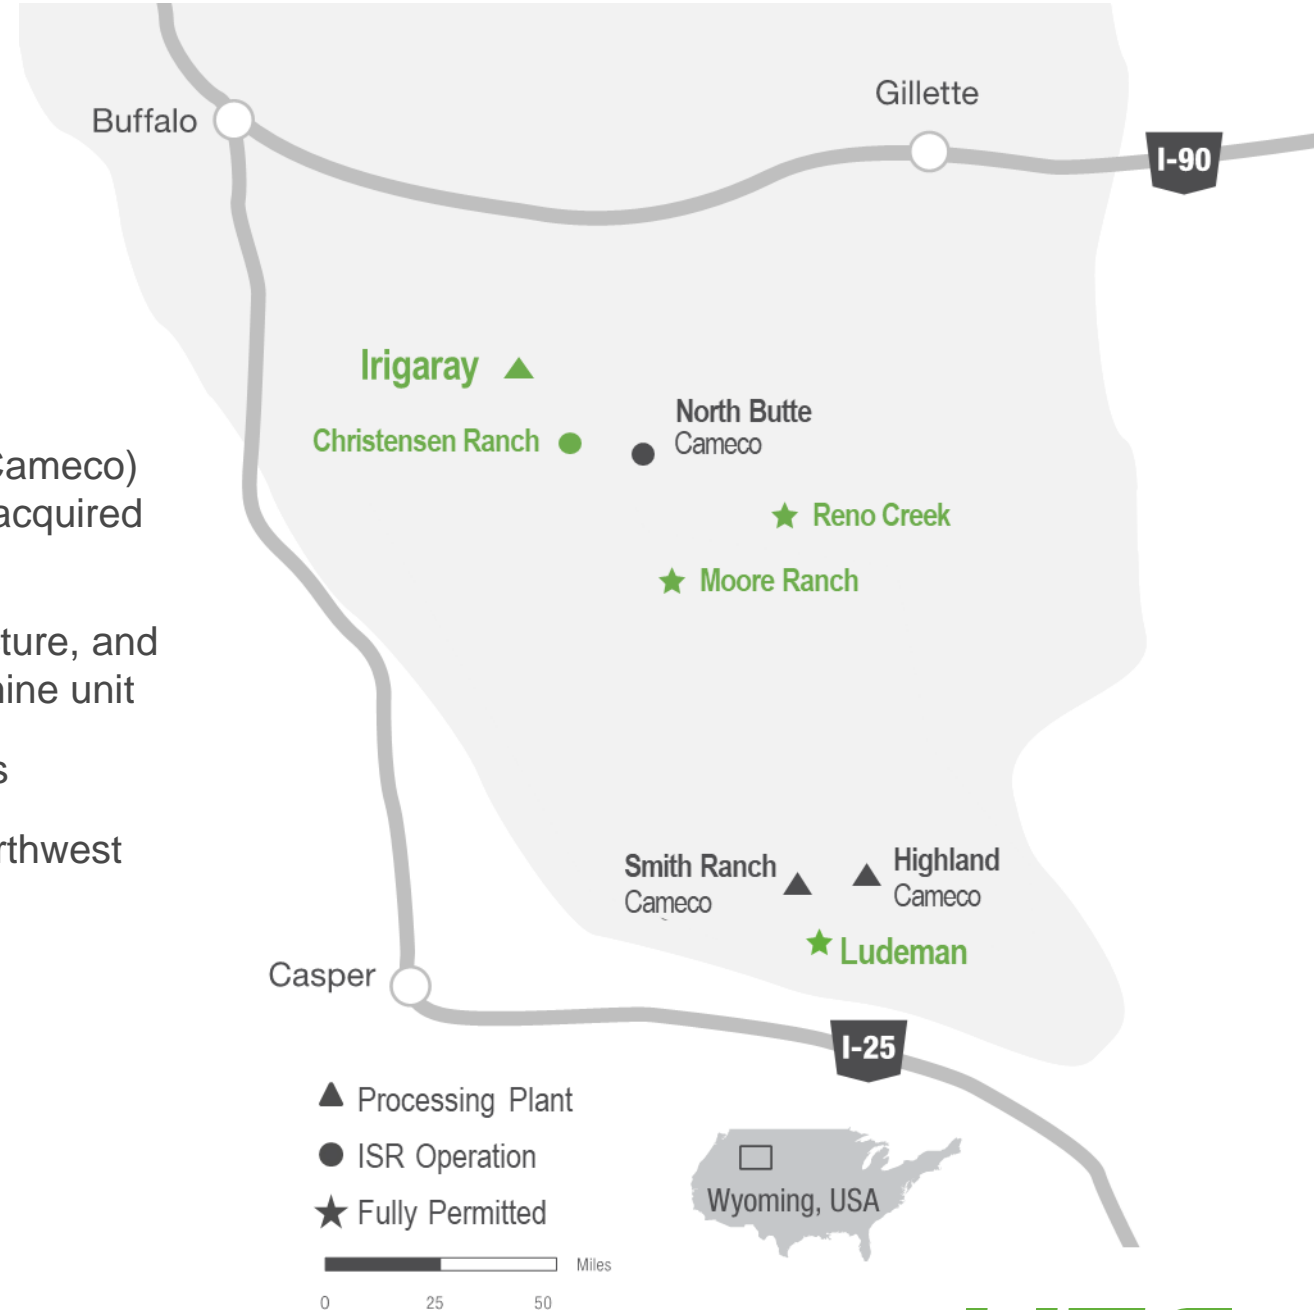 Gillette
Buffalo
I-90
Irigaray
North Butte
Cameco
Christensen Ranch
Cameco)
acquired
Reno Creek
Moore Ranch
ture, and
nine unit
s
rthwest
Smith Ranch
Cameco
Highland
Cameco
Ludeman
Casper
I-25
Processing Plant
ISR Operation
Fully Permitted
Wyoming, USA
Miles
0 25 50